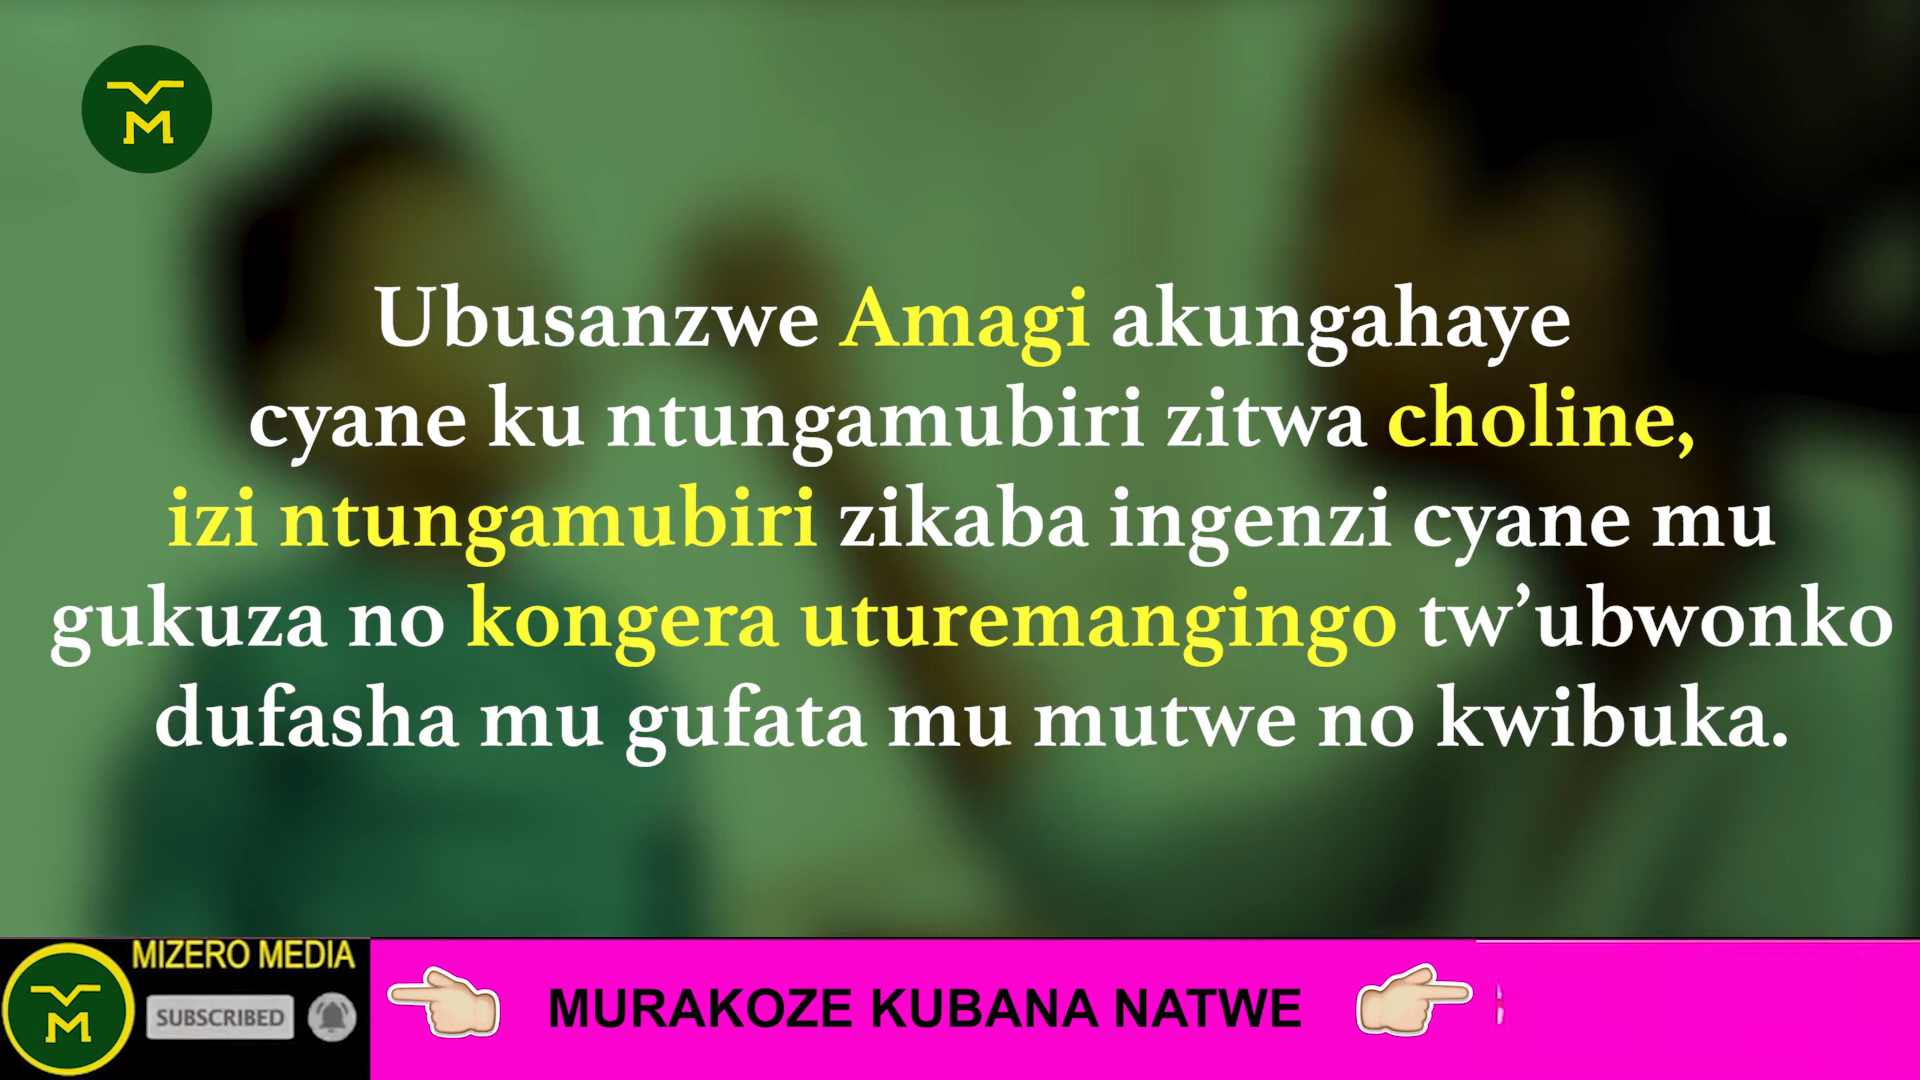 Ubusanzwe Amagi akungahaye
cyane ku ntungamubiri zitwa choline,
izi ntungamubiri zikaba ingenzi cyane mu
gukuza no kongera uturemangingo tw’ubwonko
dufasha mu gufata mu mutwe no kwibuka.
MIZERO MEDIA
SUBSCRIBED
MURAKOZE KUBANA NATWE